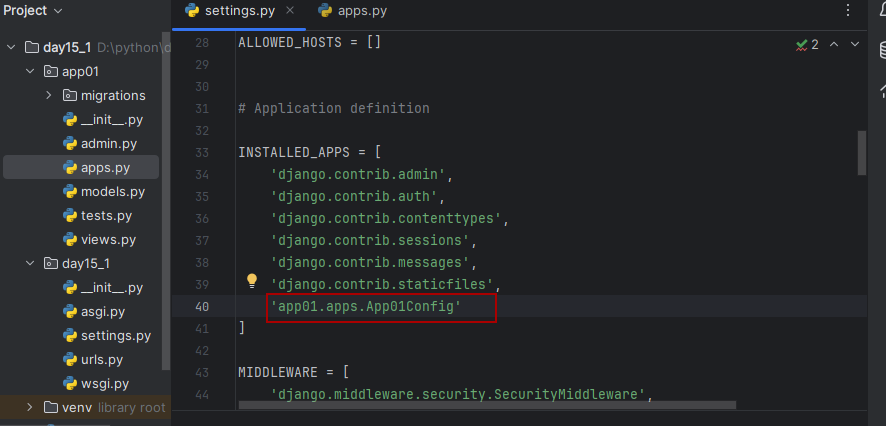 Project
day15_1 D:\python\d
app01
migrations
__init__.py
admin.py
apps.py
models.py
tests.py
views.py
day15_1
__init__.py
asgi.py
settings.py
urls.py
wsgi.py
venv library root
settings.py
apps.py
2
28 ALLOWED_HOSTS = []
29
30
31 # Application definition
32
33 INSTALLED_APPS = [
34 'django.contrib.admin',
35 'django.contrib.auth',
36 'django.contrib.contenttypes',
37 'django.contrib.sessions',
38 'django.contrib.messages',
39 'django.contrib.staticfiles',
40 'app01.apps.App01Config'
41 ]
42
43 MIDDLEWARE = [
44 'django.middleware.security.SecurityMiddleware',